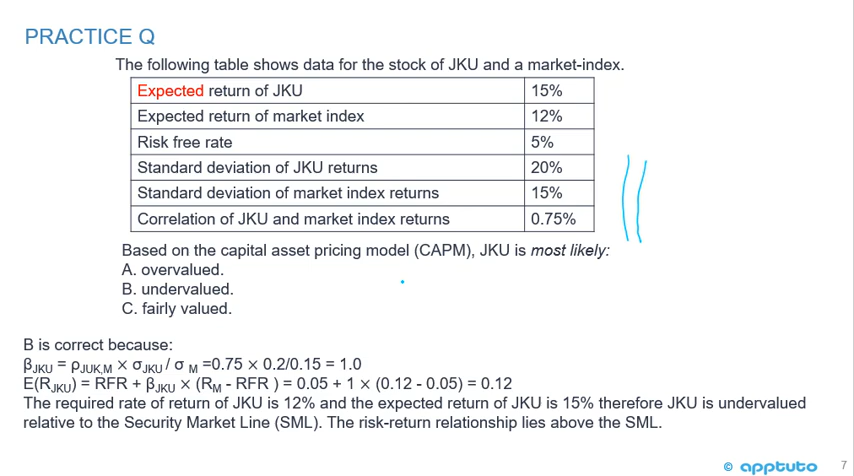 PRACTICE Q
The following table shows data for the stock of JKU and a market-index.
Expected return of JKU 15%
Expected return of market index 12%
Risk free rate 5%
Standard deviation of JKU returns 20%
Standard deviation of market index returns 15%
Correlation of JKU and market index returns 0.75%
Based on the capital asset pricing model (CAPM), JKU is most likely:
A. overvalued.
B. undervalued.
C. fairly valued.
B is correct because:
βJKU = ρJUK,M × σJKU / σ M =0.75 × 0.2/0.15 = 1.0
E(RJKU) = RFR + βJKU × (RM - RFR ) = 0.05 + 1 × (0.12 - 0.05) = 0.12
The required rate of return of JKU is 12% and the expected return of JKU is 15% therefore JKU is undervalued
relative to the Security Market Line (SML). The risk-return relationship lies above the SML.
© apptuto 7